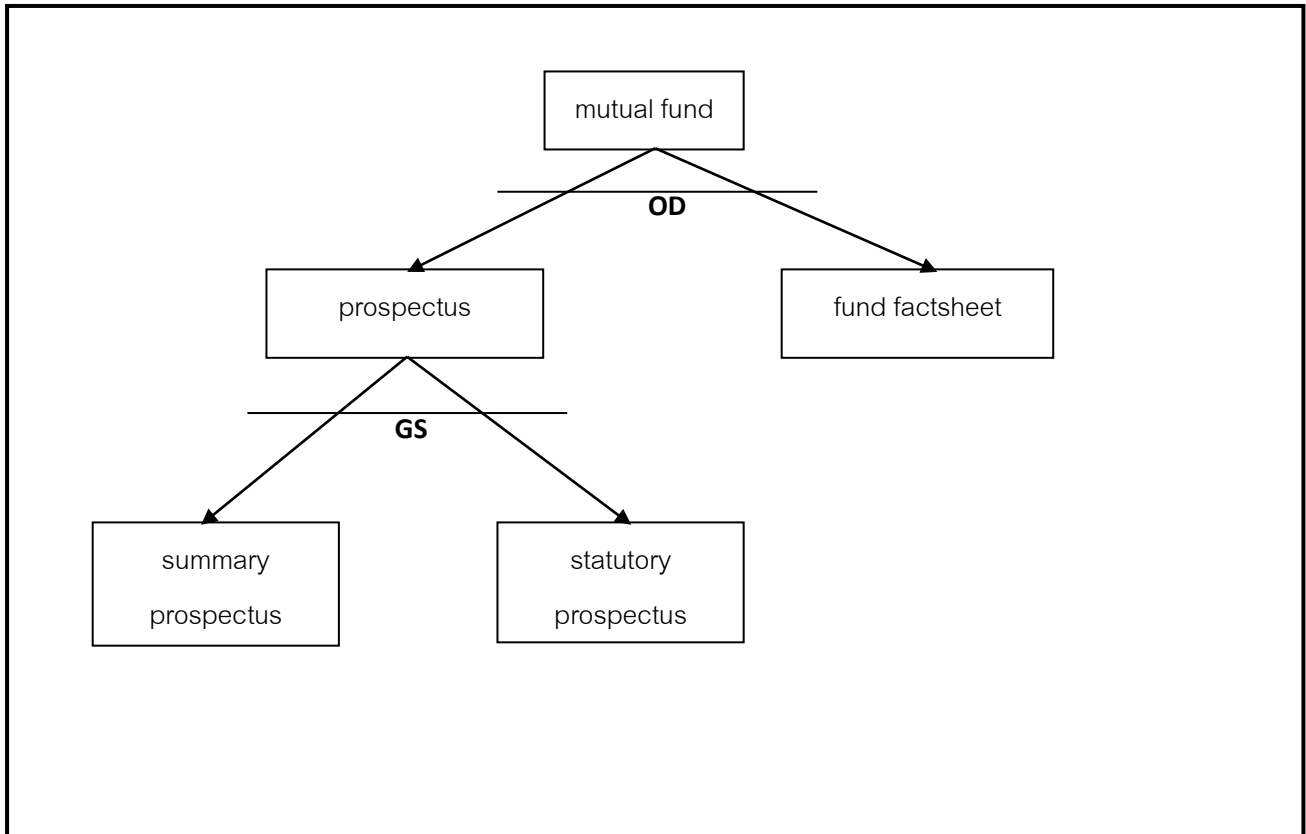 mutual fund
OD
prospectus
fund factsheet
GS
summary
prospectus
statutory
prospectus